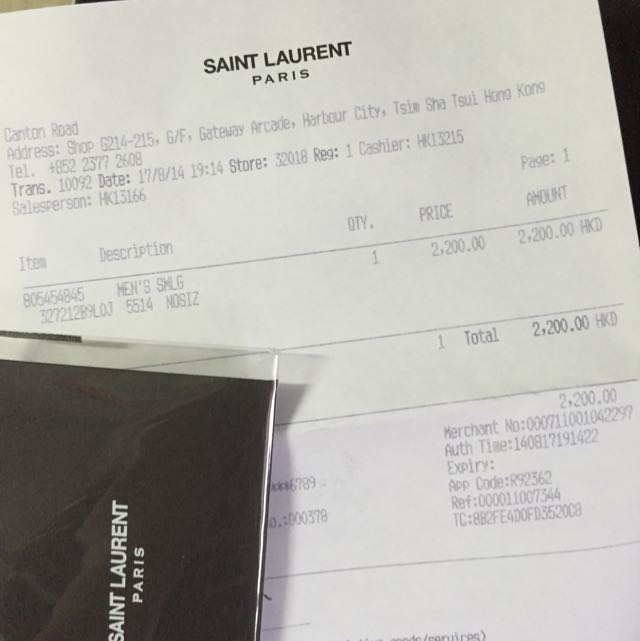 SAINT LAURENT
PARIS
Canton Road
Address: Shop G214-215, G/F, Gateway Arcade, Harbour City, Tsim Sha Tsui Hong Kong
Tel. +852 2377 2608
Trans. 10092 Date: 17/8/14 19:14 Store: 32018 Reg: 1 Cashier: HK13215
Salesperson: HK13166
Page: 1
Item Description QTY. PRICE AMOUNT
805454845 MEN'S SMLG 1 2,200.00 2,200.00 HKD
327212B9L0J 5514 NOSIZ
1 Total 2,200.00 HKD
2,200.00
Merchant No:000711001042297
Auth Time:140817191422
Expiry:
***6789 App Code:R92362
Ref:000011007344
.:000378 TC:8B2FE4D0FD3520C8
goods/services)
SAINT LAURENT
PARIS